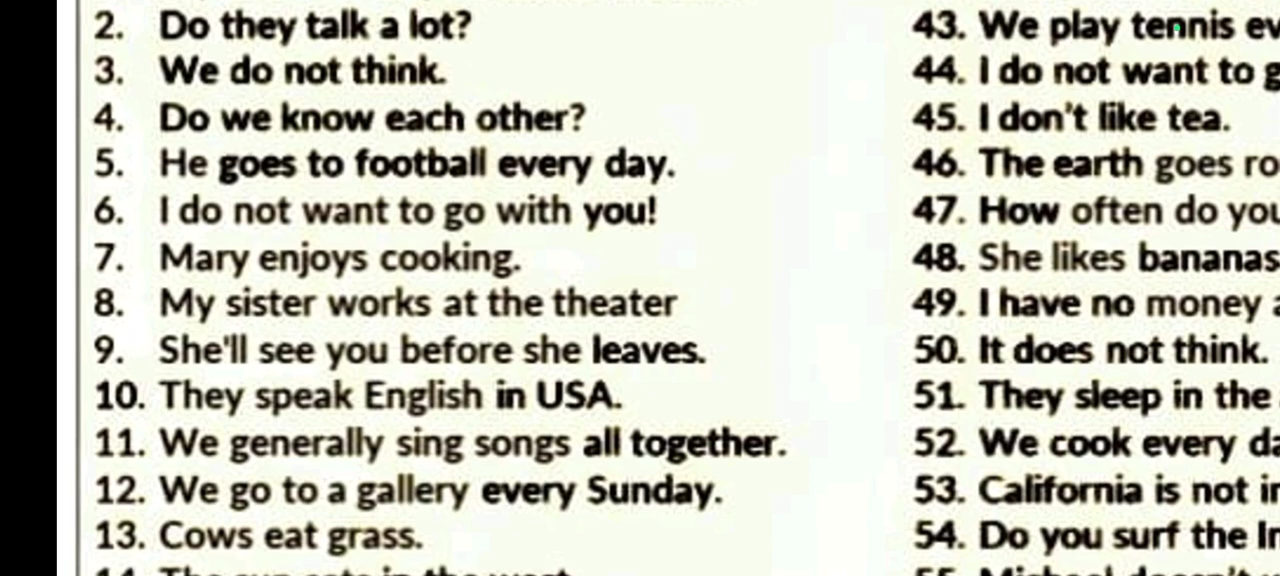 2. Do they talk a lot?
3. We do not think.
4. Do we know each other?
5. He goes to football every day.
6. I do not want to go with you!
7. Mary enjoys cooking.
8. My sister works at the theater
9. She'll see you before she leaves.
10. They speak English in USA.
11. We generally sing songs all together.
12. We go to a gallery every Sunday.
13. Cows eat grass.
43. We play tennis
44. I do not want to
45. I don't like tea.
46. The earth goes
47. How often do
48. She likes bananas
49. I have no money
50. It does not think.
51. They sleep in the
52. We cook every
53. California is not
54. Do you surf the